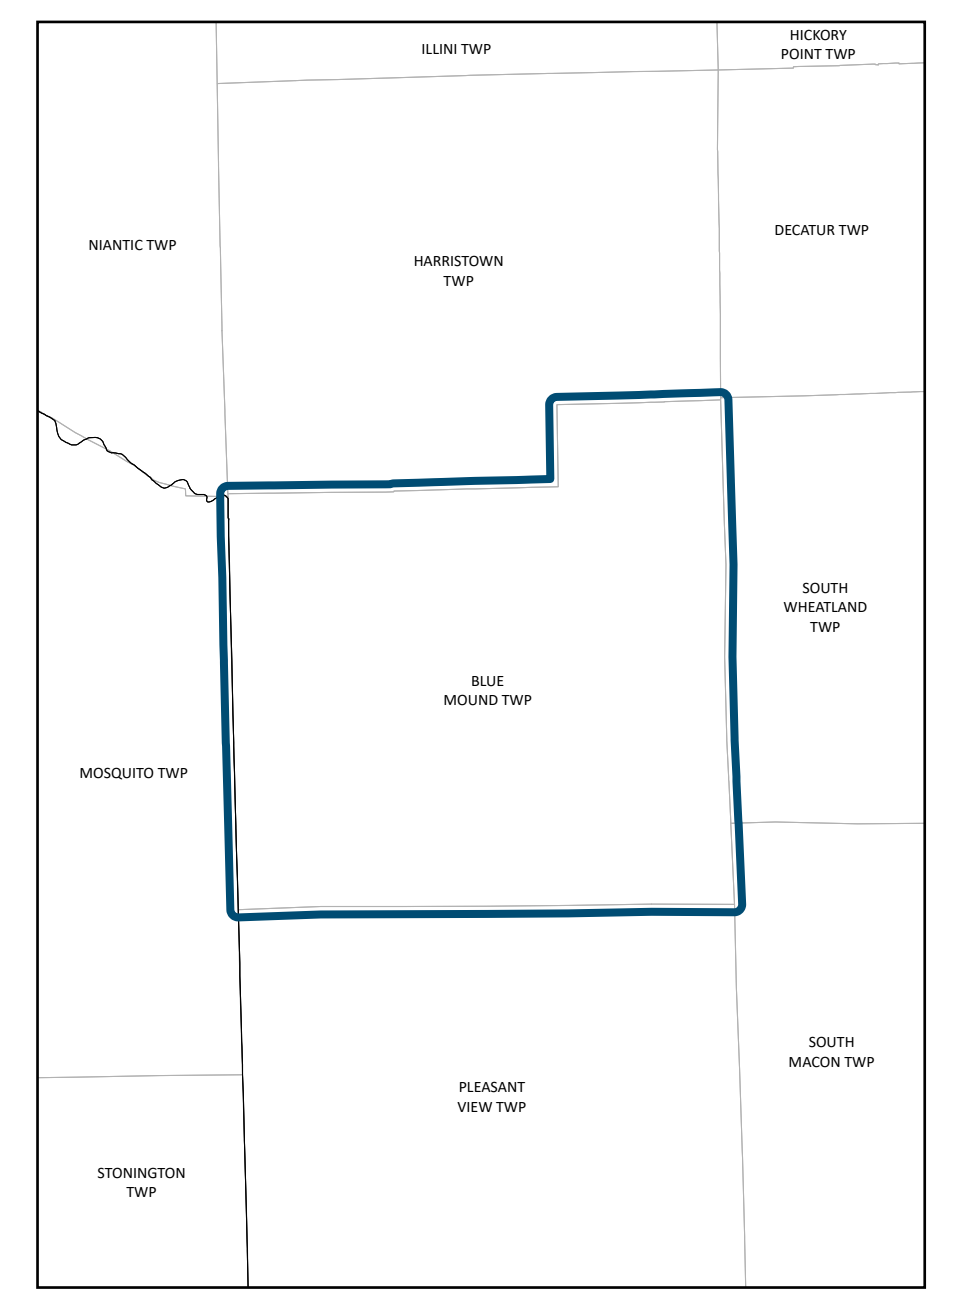 ILLINI TWP
HICKORY
POINT TWP
NIANTIC TWP
HARRISTOWN
TWP
DECATUR TWP
SOUTH
WHEATLAND
TWP
BLUE
MOUND TWP
MOSQUITO TWP
SOUTH
MACON TWP
PLEASANT
VIEW TWP
STONINGTON
TWP